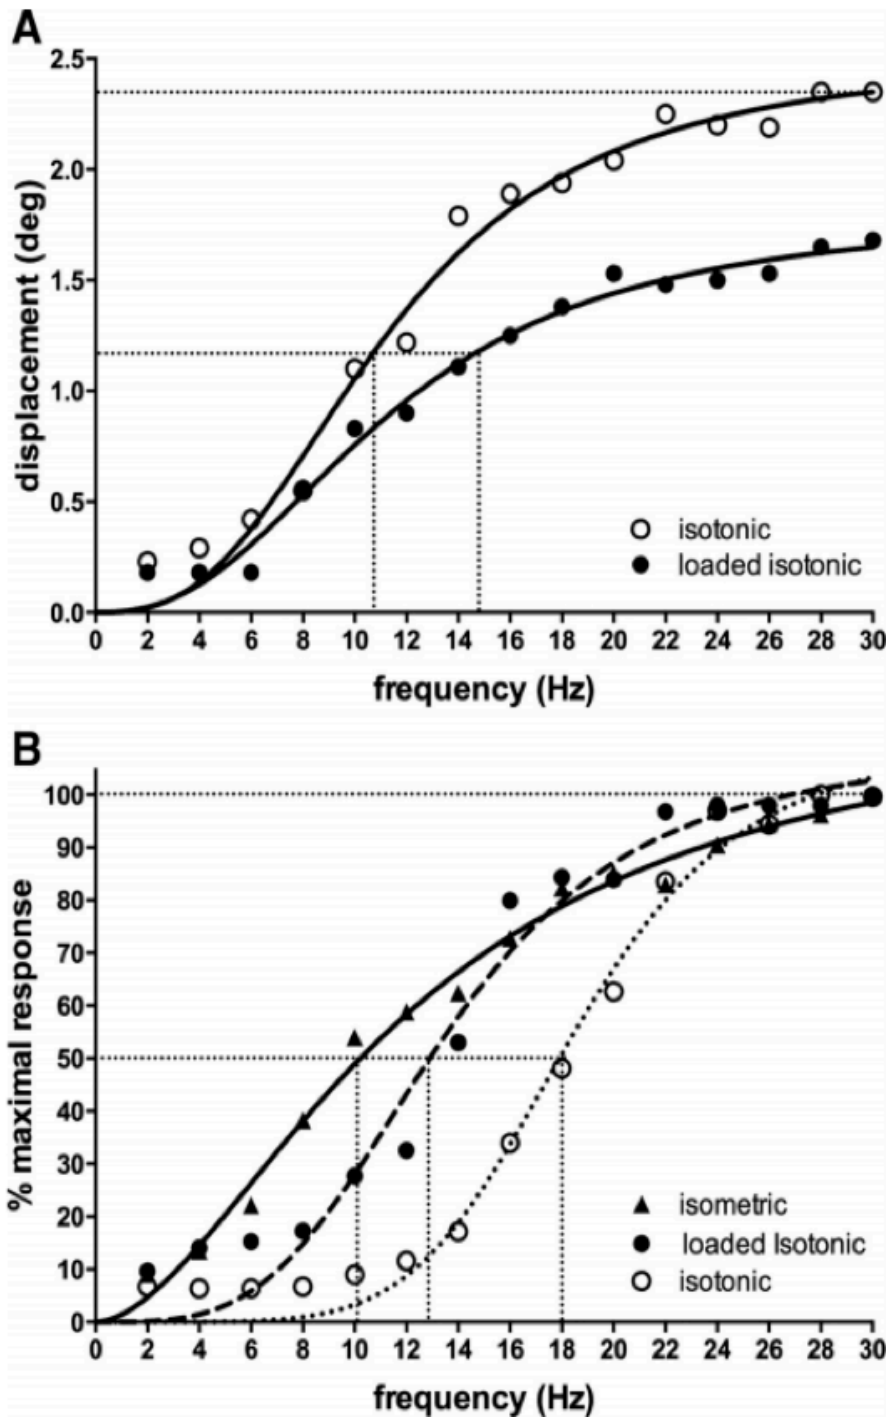 A
2.5
2.0
1.5
1.0
0.5
0.0
displacement (deg)
isotonic
loaded isotonic
0 2 4 6 8 10 12 14 16 18 20 22 24 26 28 30
frequency (Hz)
B
100
90
80
70
60
50
40
30
20
10
0
% maximal response
isometric
loaded Isotonic
isotonic
0 2 4 6 8 10 12 14 16 18 20 22 24 26 28 30
frequency (Hz)